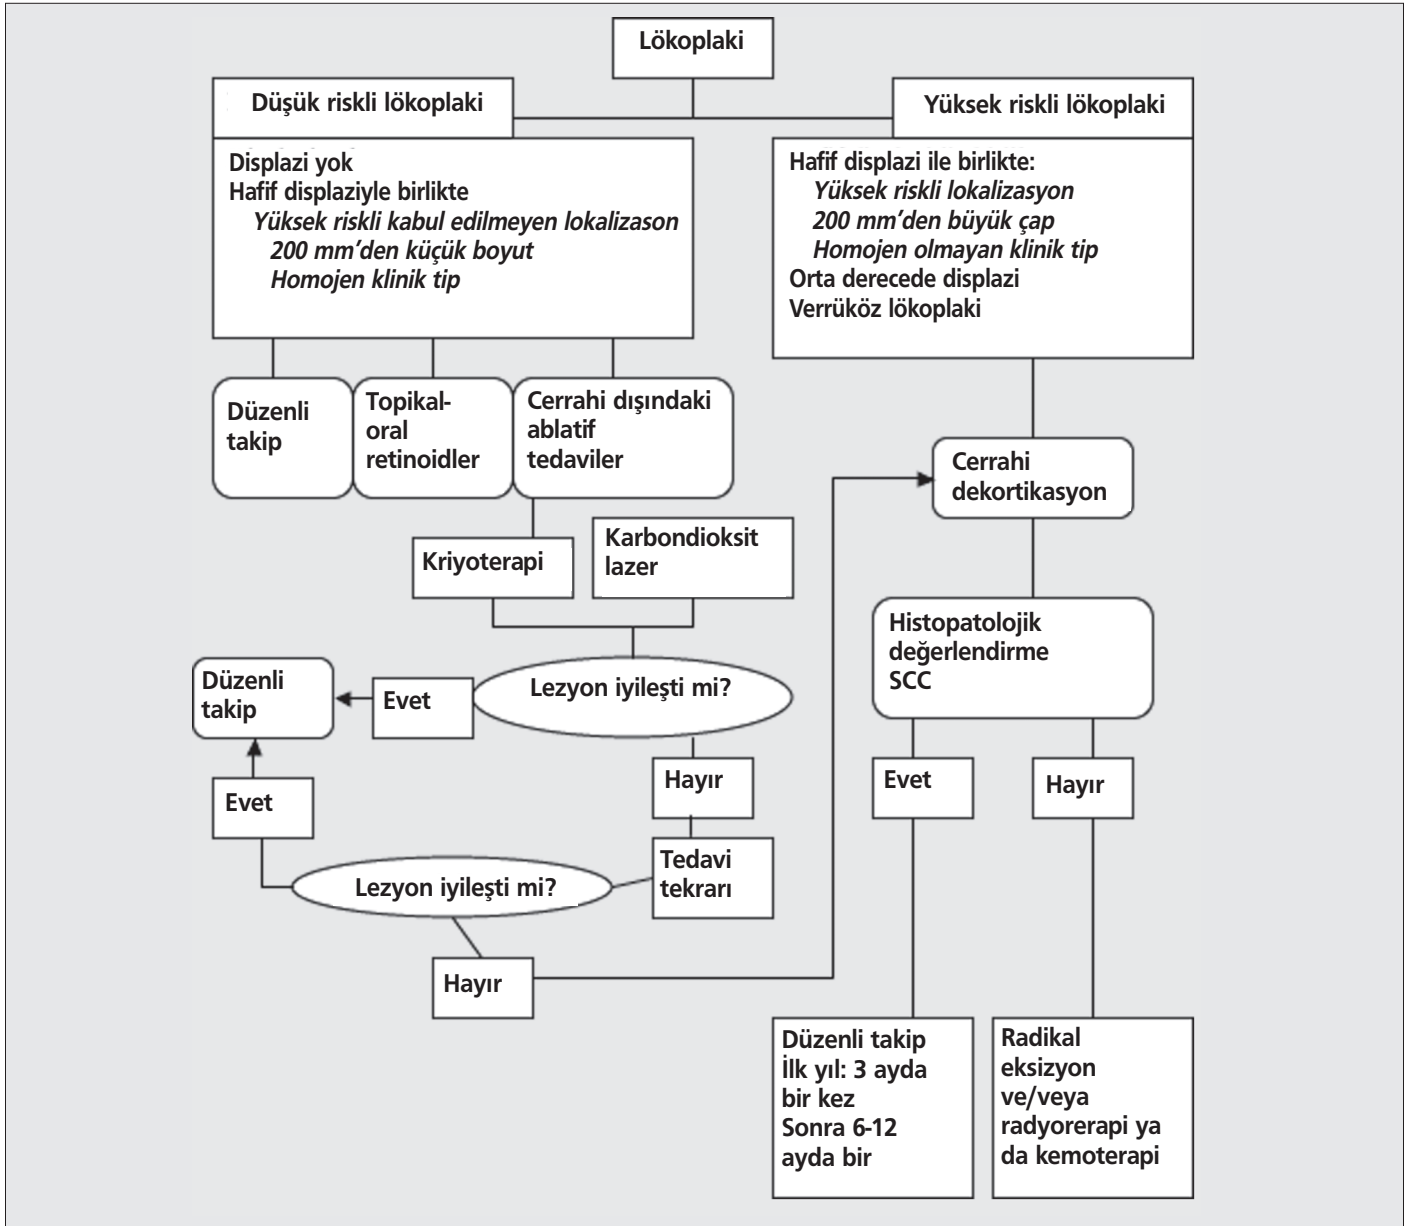 Lökoplaki
Düşük riskli lökoplaki
Yüksek riskli lökoplaki
Displazi yok
Hafif displaziyle birlikte
Yüksek riskli kabul edilmeyen lokalizason
200 mm’den küçük boyut
Homojen klinik tip
Hafif displazi ile birlikte:
Yüksek riskli lokalizasyon
200 mm’den büyük çap
Homojen olmayan klinik tip
Orta derecede displazi
Verrüköz lökoplaki
Düzenli
takip
Topikal-
oral
retinoidler
Cerrahi dışındaki
ablatif
tedaviler
Cerrahi
dekortikasyon
Kriyoterapi
Karbondioksit
lazer
Histopatolojik
değerlendirme
SCC
Düzenli
takip
Evet
Lezyon iyileşti mi?
Hayır
Evet
Hayır
Evet
Tedavi
tekrarı
Lezyon iyileşti mi?
Hayır
Düzenli takip
İlk yıl: 3 ayda
bir kez
Sonra 6-12
ayda bir
Radikal
eksizyon
ve/veya
radyorerapi ya
da kemoterapi